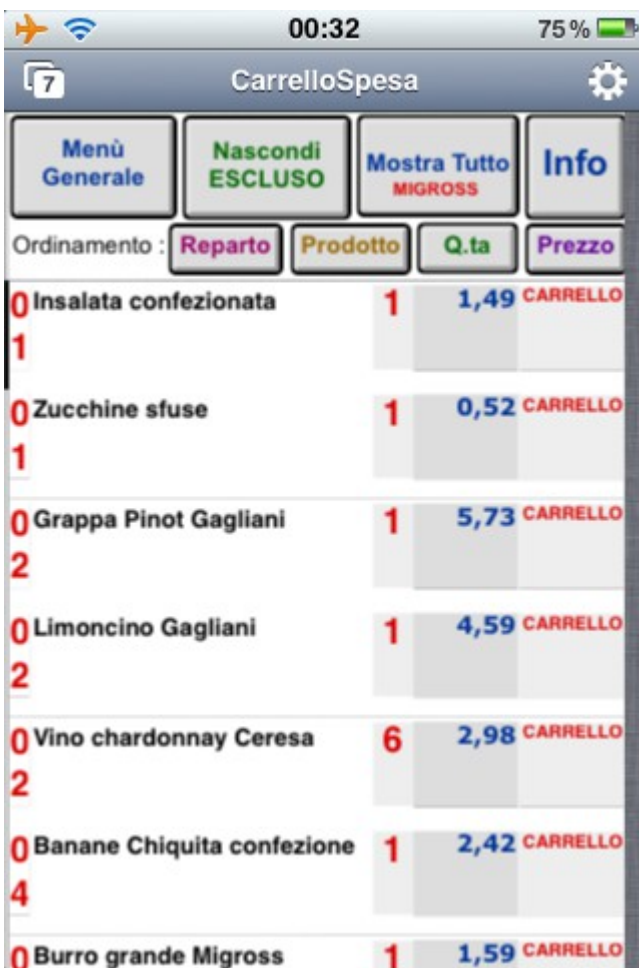 00:32 75 %
7 CarrelloSpesa
Menù Generale
Nascondi ESCLUSO
Mostra Tutto MIGROSS
Info
Ordinamento : Reparto Prodotto Q.ta Prezzo
01 Insalata confezionata 1 1,49 CARRELLO
01 Zucchine sfuse 1 0,52 CARRELLO
02 Grappa Pinot Gagliani 1 5,73 CARRELLO
02 Limoncino Gagliani 1 4,59 CARRELLO
02 Vino chardonnay Ceresa 6 2,98 CARRELLO
04 Banane Chiquita confezione 1 2,42 CARRELLO
0 Burro grande Migross 1 1,59 CARRELLO